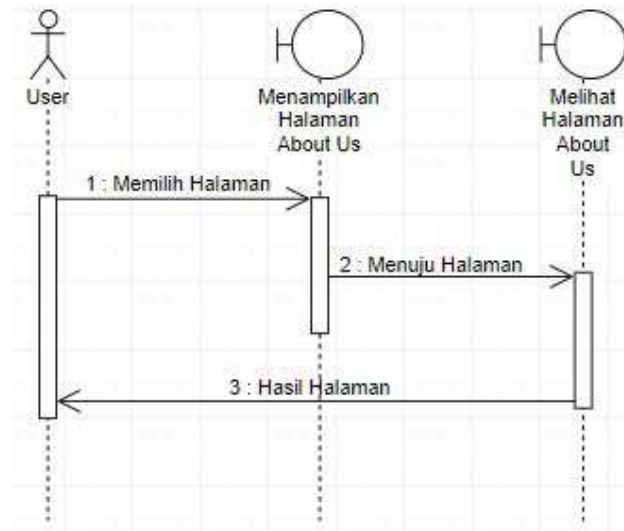 User
Menampilkan
Halaman
About Us
Melihat
Halaman
About
Us
1 : Memilih Halaman
2 : Menuju Halaman
3 : Hasil Halaman